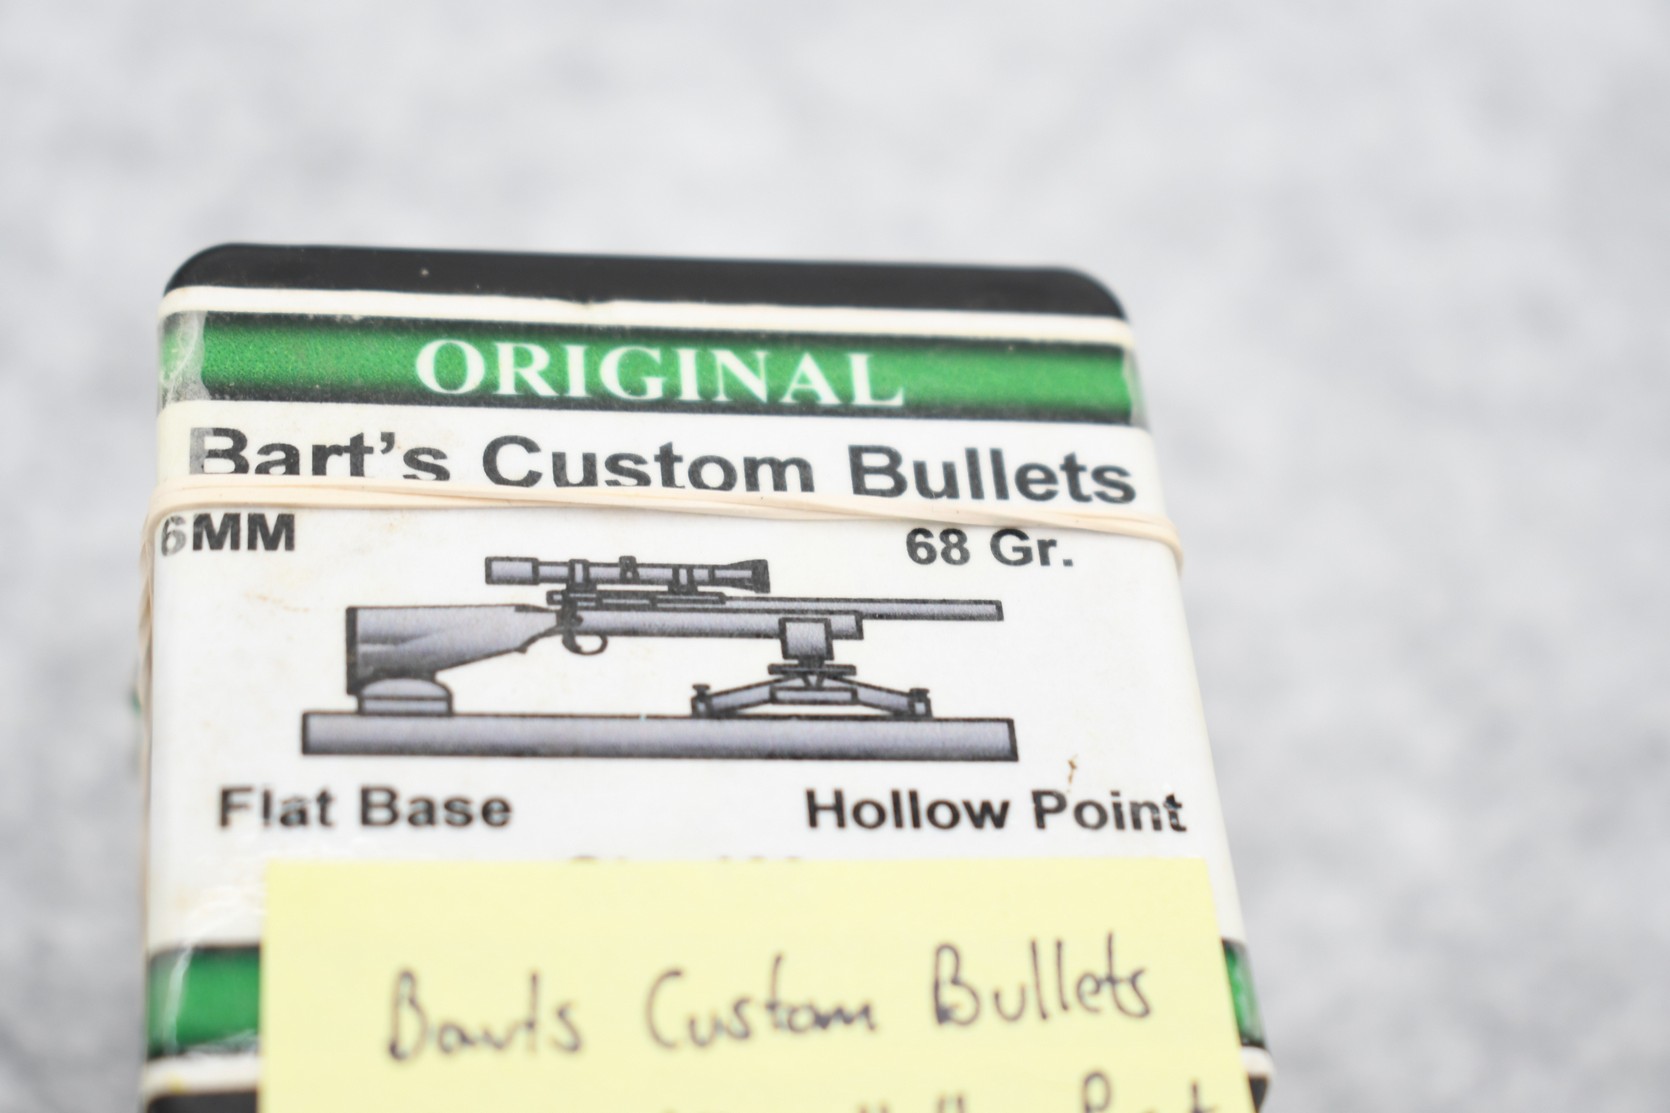 ORIGINAL
Bart's Custom Bullets
6MM 68 Gr.
Flat Base Hollow Point
Barts Custom Bullets